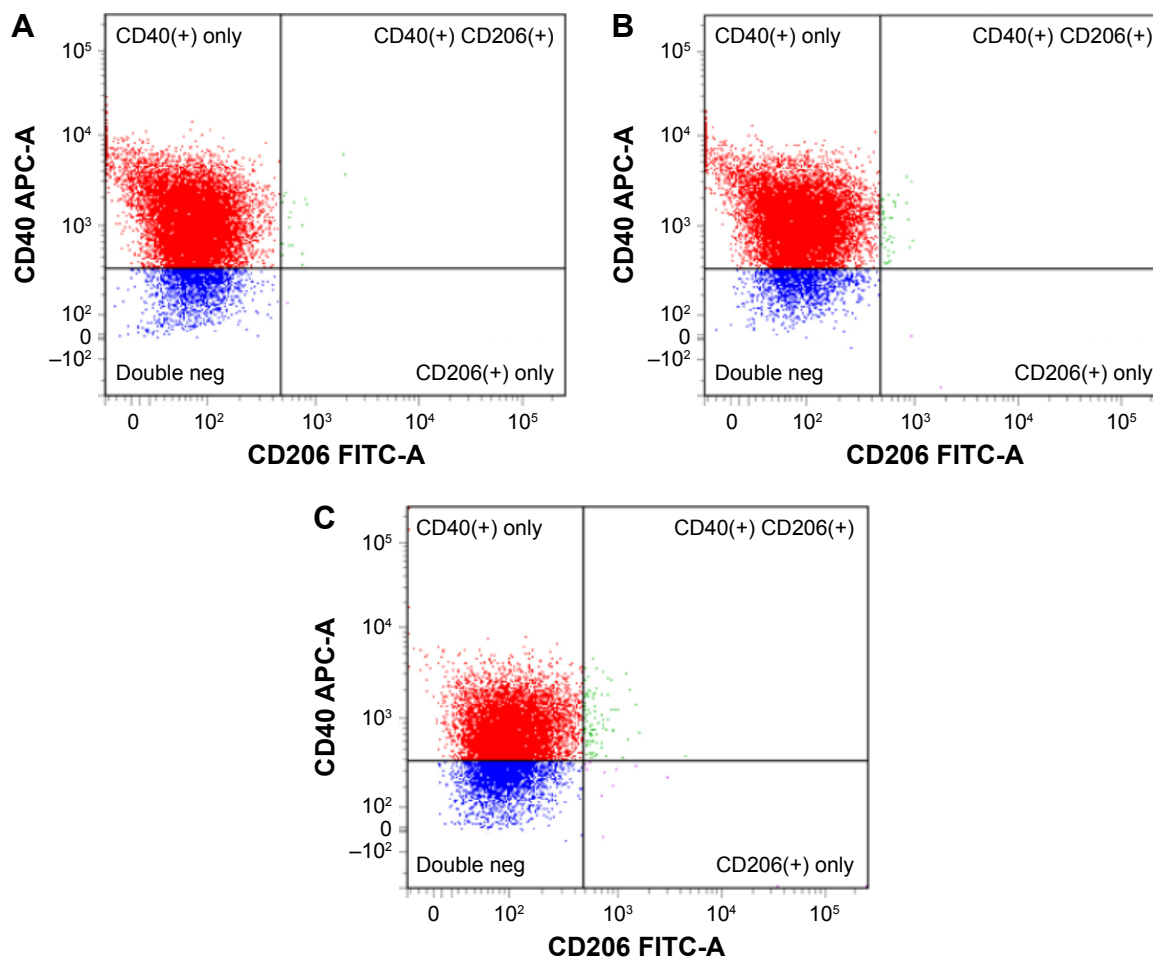 A
CD40(+) only
CD40(+) CD206(+)
10⁵
10⁴
10³
10²
0
–10²
CD40 APC-A
Double neg
CD206(+) only
0
10²
10³
10⁴
10⁵
CD206 FITC-A
B
CD40(+) only
CD40(+) CD206(+)
10⁵
10⁴
10³
10²
0
–10²
CD40 APC-A
Double neg
CD206(+) only
0
10²
10³
10⁴
10⁵
CD206 FITC-A
C
CD40(+) only
CD40(+) CD206(+)
10⁵
10⁴
10³
10²
0
–10²
CD40 APC-A
Double neg
CD206(+) only
0
10²
10³
10⁴
10⁵
CD206 FITC-A